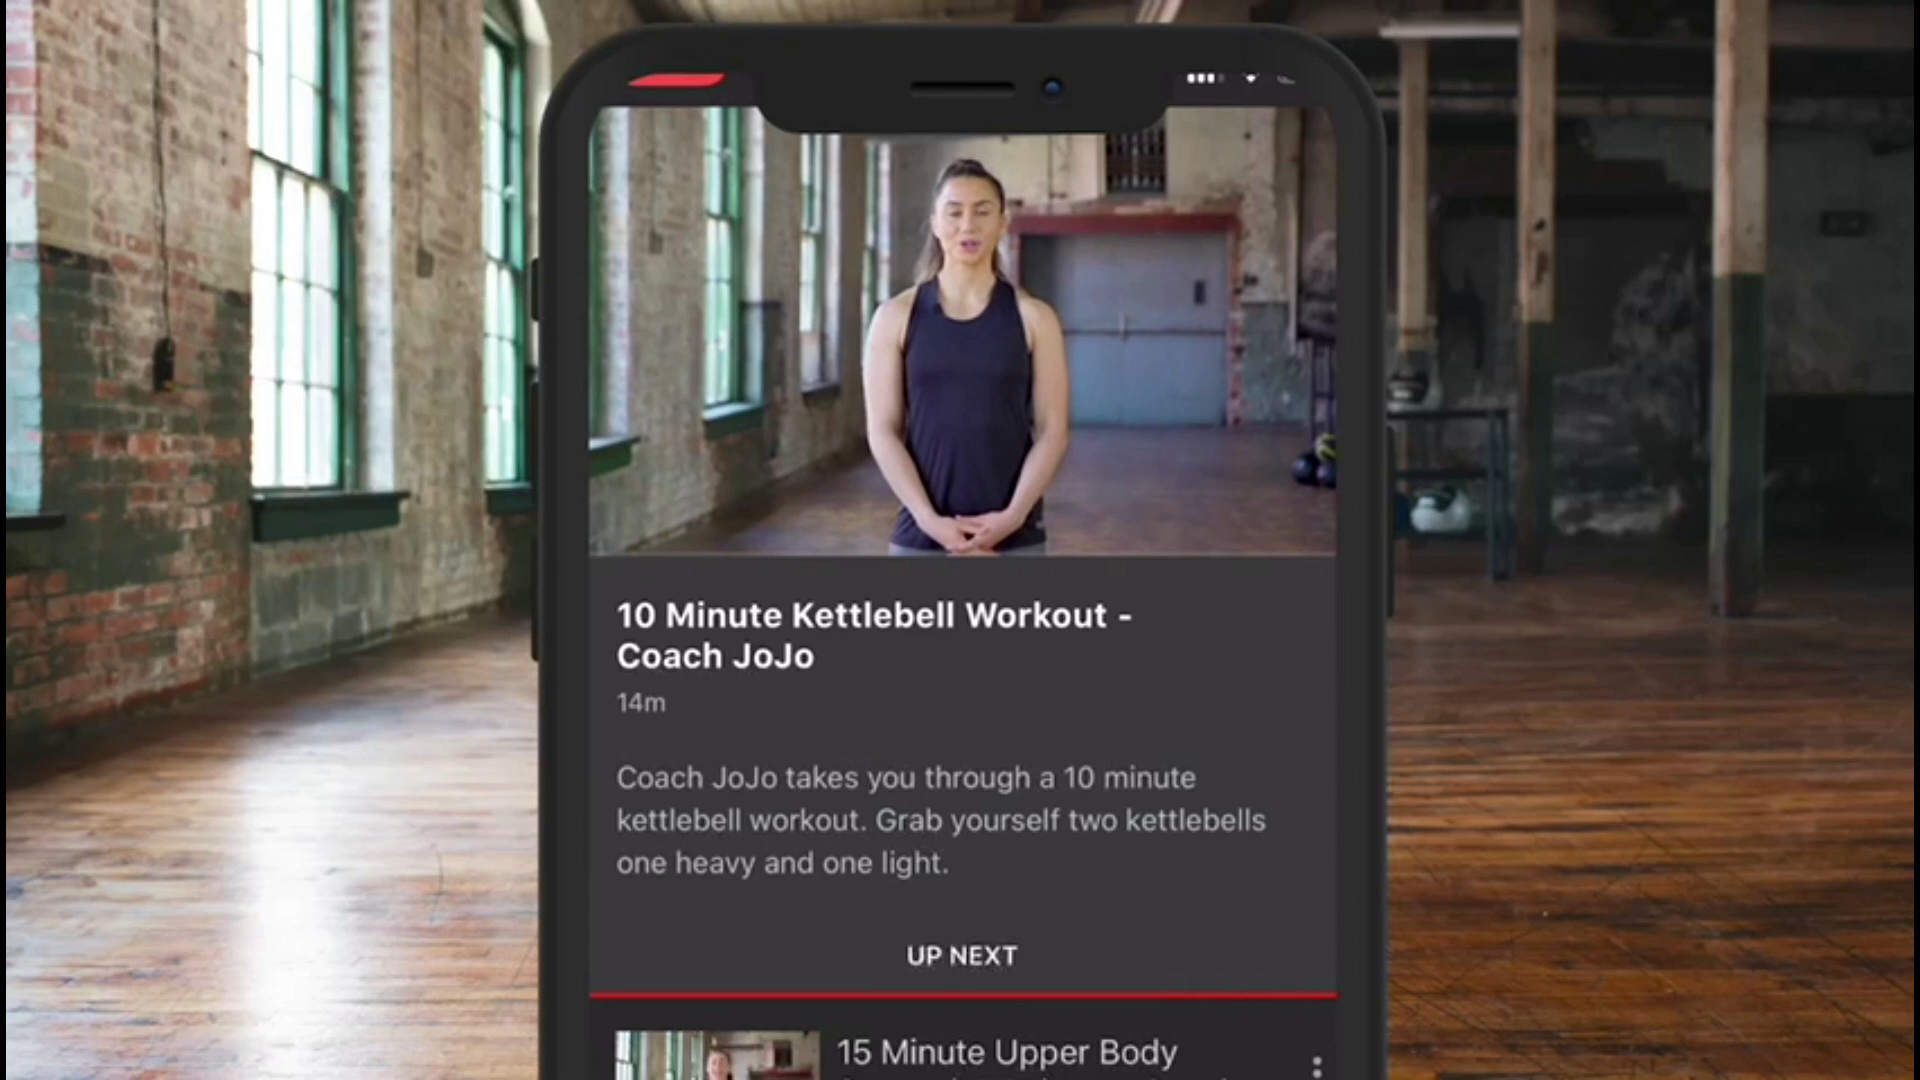 10 Minute Kettlebell Workout -
Coach JoJo
14m
Coach JoJo takes you through a 10 minute
kettlebell workout. Grab yourself two kettlebells
one heavy and one light.
UP NEXT
15 Minute Upper Body